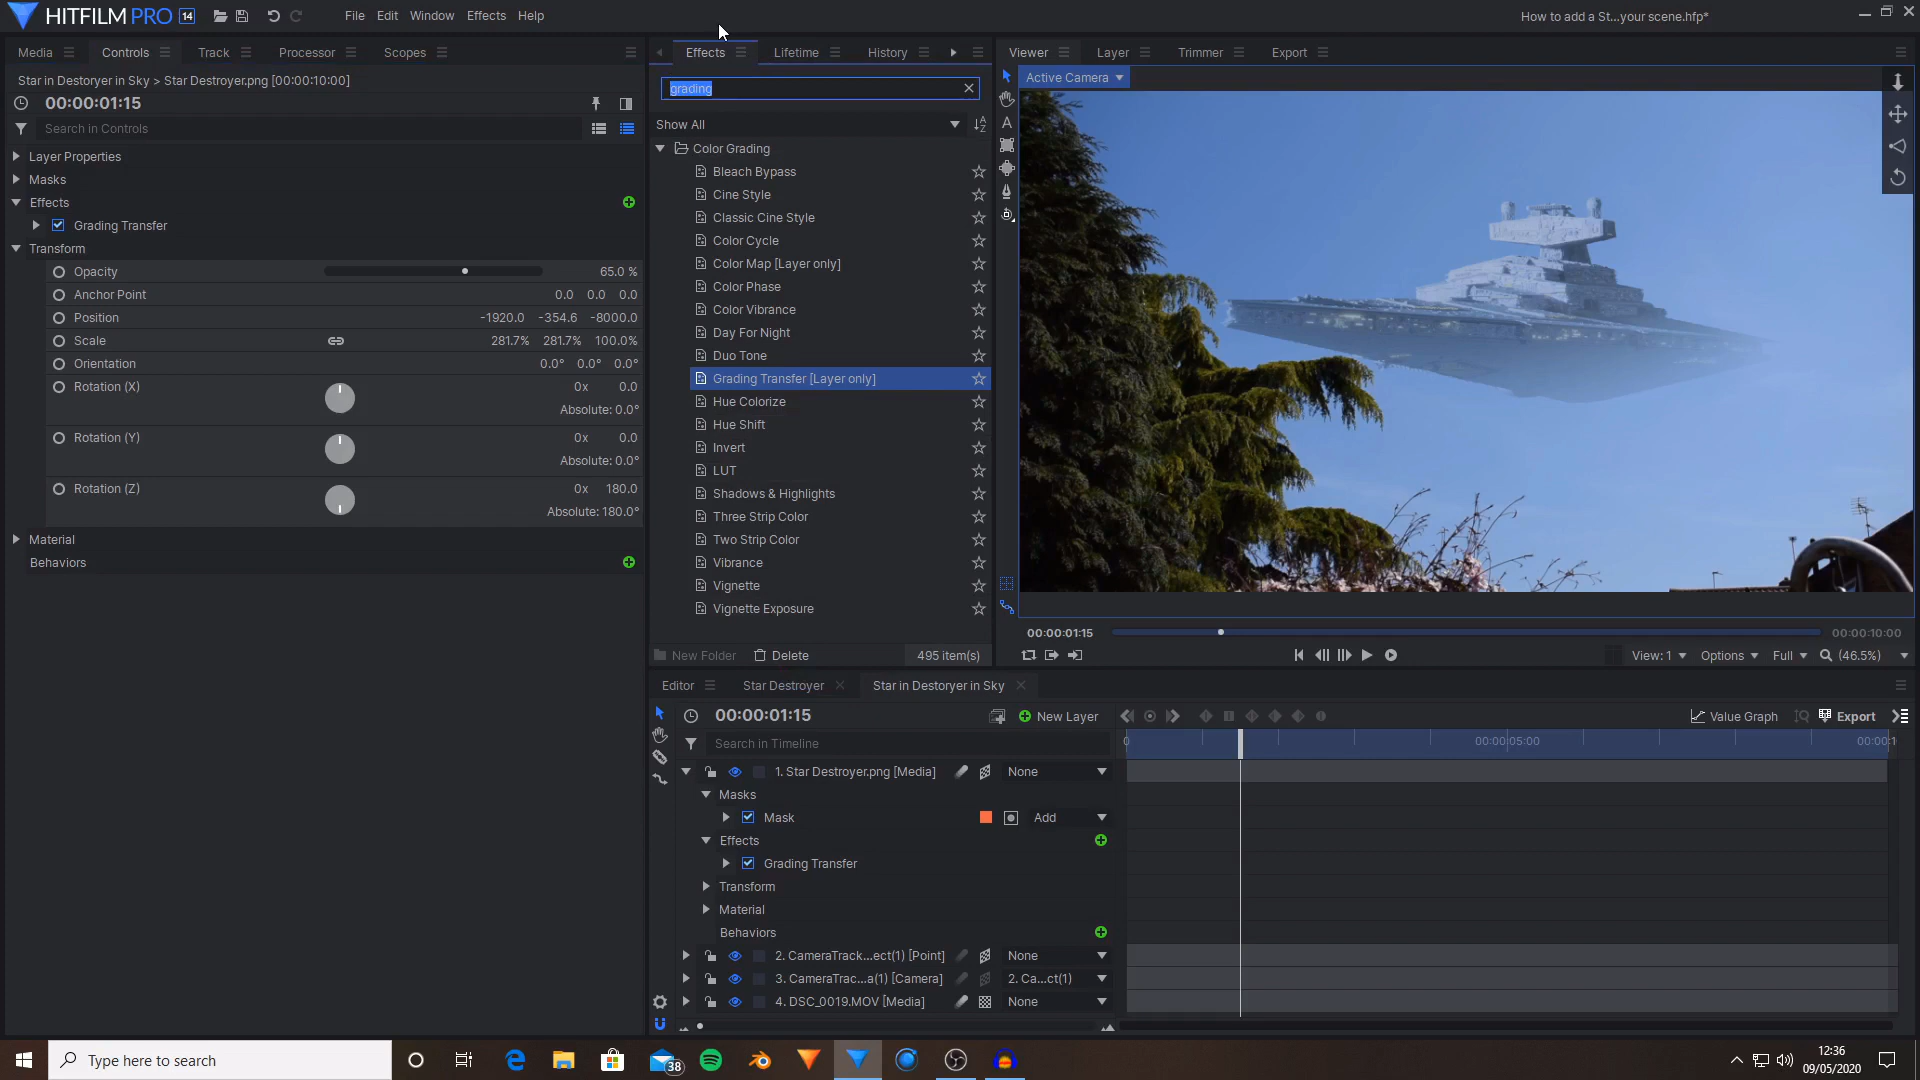 HITFILM PRO 14
File Edit Window Effects Help
How to add a St...your scene.hfp*
Media Controls Track Processor Scopes
Star in Destoryer in Sky > Star Destroyer.png [00:00:10:00]
00:00:01:15
Search in Controls
Layer Properties
Masks
Effects
Grading Transfer
Transform
Opacity 65.0 %
Anchor Point 0.0 0.0 0.0
Position -1920.0 -354.6 -8000.0
Scale 281.7% 281.7% 100.0%
Orientation 0.0° 0.0° 0.0°
Rotation (X) 0x 0.0
Absolute: 0.0°
Rotation (Y) 0x 0.0
Absolute: 0.0°
Rotation (Z) 0x 180.0
Absolute: 180.0°
Material
Behaviors
Effects Lifetime History
grading
Show All
Color Grading
Bleach Bypass
Cine Style
Classic Cine Style
Color Cycle
Color Map [Layer only]
Color Phase
Color Vibrance
Day For Night
Duo Tone
Grading Transfer [Layer only]
Hue Colorize
Hue Shift
Invert
LUT
Shadows & Highlights
Three Strip Color
Two Strip Color
Vibrance
Vignette
Vignette Exposure
New Folder Delete 495 item(s)
Viewer Layer Trimmer Export
Active Camera
A
00:00:01:15 00:00:10:00
View: 1 Options Full (46.5%)
Editor Star Destroyer Star in Destoryer in Sky
00:00:01:15 New Layer Value Graph Export
Search in Timeline
0 00:00:05:00 00:00:1
1. Star Destroyer.png [Media] None
Masks
Mask Add
Effects
Grading Transfer
Transform
Material
Behaviors
2. CameraTrack...ect(1) [Point] None
3. CameraTrac...a(1) [Camera] 2. Ca...ct(1)
4. DSC_0019.MOV [Media] None
Type here to search
38
12:36
09/05/2020